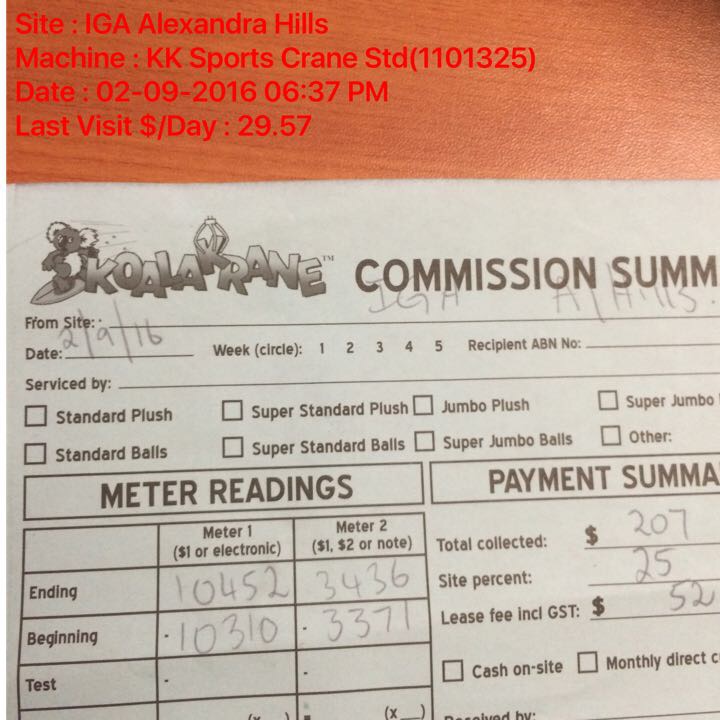 Site : IGA Alexandra Hills
Machine : KK Sports Crane Std(1101325)
Date : 02-09-2016 06:37 PM
Last Visit $/Day : 29.57
KOALA KRANE™ COMMISSION SUMM
From Site: IGA A/Hills.
Date: 2/9/16 Week (circle): 1 2 3 4 5 Recipient ABN No:
Serviced by:
Standard Plush Super Standard Plush Jumbo Plush Super Jumbo
Standard Balls Super Standard Balls Super Jumbo Balls Other:
METER READINGS PAYMENT SUMMA
Meter 1 Meter 2
($1 or electronic) ($1, $2 or note)
Total collected: $ 207
Ending 10452 3436
Site percent: 25
Lease fee incl GST: $ 52
Beginning - 10310 - 3371
Cash on-site Monthly direct c
Test - -
(x__)
Received by: